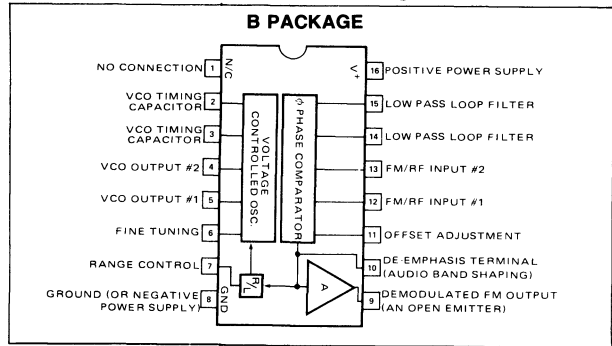 B PACKAGE
NO CONNECTION 1 N/C
VCO TIMING
CAPACITOR 2
VCO TIMING
CAPACITOR 3
VCO OUTPUT #2 4
VCO OUTPUT #1 5
FINE TUNING 6
RANGE CONTROL 7
GROUND (OR NEGATIVE
POWER SUPPLY) 8 GND
VOLTAGE
CONTROLLED OSC.
ϕ PHASE COMPARATOR
R/L
A
V+ 16 POSITIVE POWER SUPPLY
15 LOW PASS LOOP FILTER
14 LOW PASS LOOP FILTER
13 FM/RF INPUT #2
12 FM/RF INPUT #1
11 OFFSET ADJUSTMENT
10 DE-EMPHASIS TERMINAL
(AUDIO BAND SHAPING)
9 DEMODULATED FM OUTPUT
(AN OPEN EMITTER)